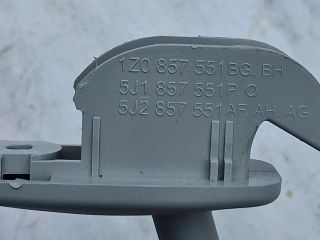 1Z0 857 551BG. BH
5J1 857 551P. Q
5J2 857 551AF. AH. AG